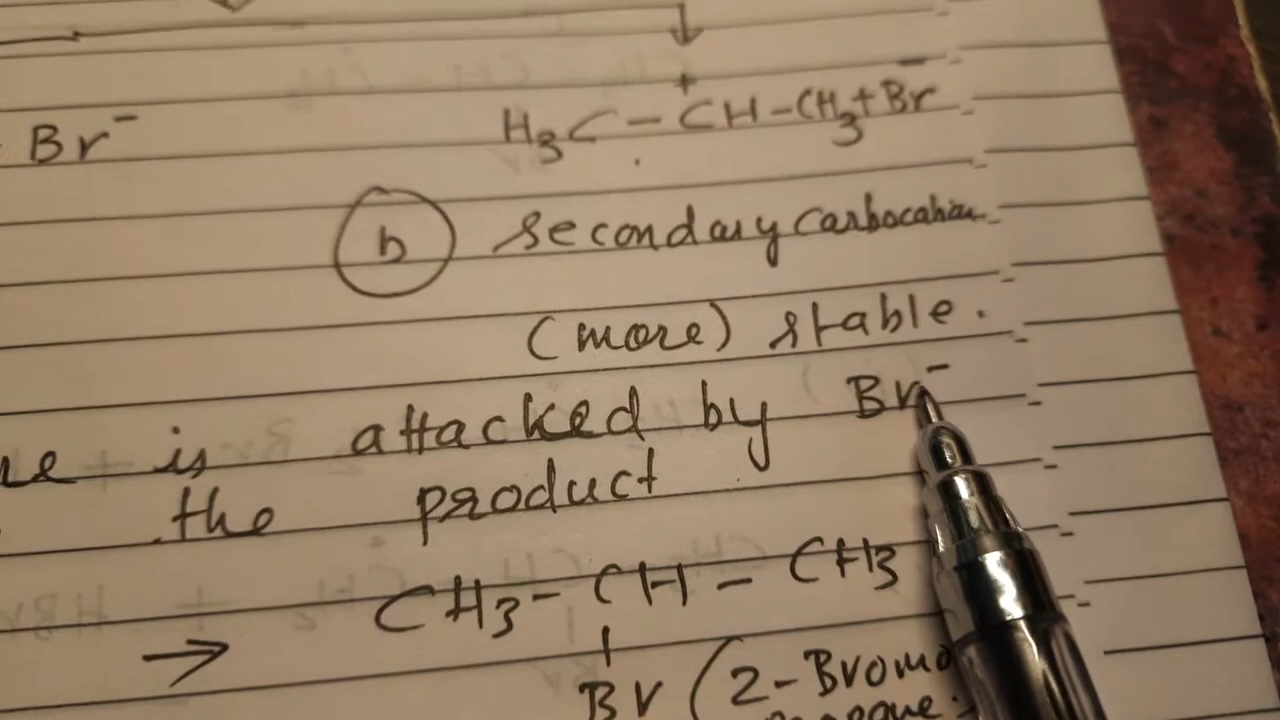 H₃C - C⁺H - CH₃ + Br⁻
Br⁻
(b) secondary carbocation
(more) stable.
is attacked by Br⁻
the product
→ CH₃ - CH - CH₃
|
Br (2-Bromo